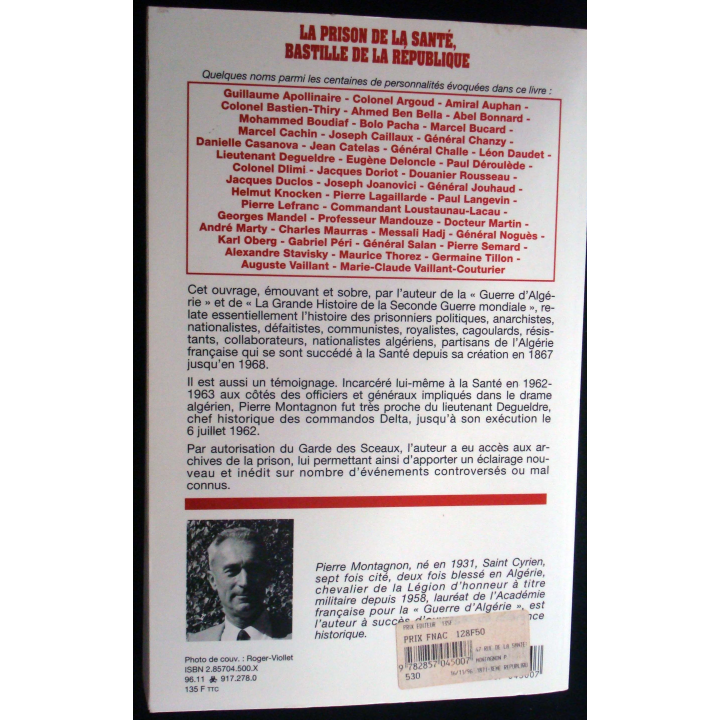 LA PRISON DE LA SANTÉ,
BASTILLE DE LA RÉPUBLIQUE
Quelques noms parmi les centaines de personnalités évoquées dans ce livre :
Guillaume Apollinaire - Colonel Argoud - Amiral Auphan -
Colonel Bastien-Thiry - Ahmed Ben Bella - Abel Bonnard -
Mohammed Boudiaf - Bolo Pacha - Marcel Bucard -
Marcel Cachin - Joseph Caillaux - Général Chanzy -
Danielle Casanova - Jean Catelas - Général Challe - Léon Daudet -
Lieutenant Degueldre - Eugène Deloncle - Paul Déroulède -
Colonel Dlimi - Jacques Doriot - Douanier Rousseau -
Jacques Duclos - Joseph Joanovici - Général Jouhaud -
Helmut Knocken - Pierre Lagaillarde - Paul Langevin -
Pierre Lefranc - Commandant Loustaunau-Lacau -
Georges Mandel - Professeur Mandouze - Docteur Martin -
André Marty - Charles Maurras - Messali Hadj - Général Noguès -
Karl Oberg - Gabriel Péri - Général Salan - Pierre Semard -
Alexandre Stavisky - Maurice Thorez - Germaine Tillon -
Auguste Vaillant - Marie-Claude Vaillant-Couturier
Cet ouvrage, émouvant et sobre, par l'auteur de la « Guerre d'Algé-
rie » et de « La Grande Histoire de la Seconde Guerre mondiale », re-
late essentiellement l'histoire des prisonniers politiques, anarchistes,
nationalistes, défaitistes, communistes, royalistes, cagoulards, résis-
tants, collaborateurs, nationalistes algériens, partisans de l'Algérie
française qui se sont succédé à la Santé depuis sa création en 1867
jusqu'en 1968.
Il est aussi un témoignage. Incarcéré lui-même à la Santé en 1962-
1963 aux côtés des officiers et généraux impliqués dans le drame
algérien, Pierre Montagnon fut très proche du lieutenant Degueldre,
chef historique des commandos Delta, jusqu'à son exécution le
6 juillet 1962.
Par autorisation du Garde des Sceaux, l'auteur a eu accès aux ar-
chives de la prison, lui permettant ainsi d'apporter un éclairage nou-
veau et inédit sur nombre d'événements controversés ou mal
connus.
Pierre Montagnon, né en 1931, Saint Cyrien,
sept fois cité, deux fois blessé en Algérie,
chevalier de la Légion d'honneur à titre
militaire depuis 1958, lauréat de l'Académie
française pour la « Guerre d'Algérie », est
l'auteur à succès
historique.
Photo de couv. : Roger-Viollet
ISBN 2.85704.500.X
96.11 917.278.0
135 F TTC
PRIX EDITEUR
PRIX FNAC 128F50
42 RUE DE LA SANTE
MONTAGNON P
9 782857 045007
530